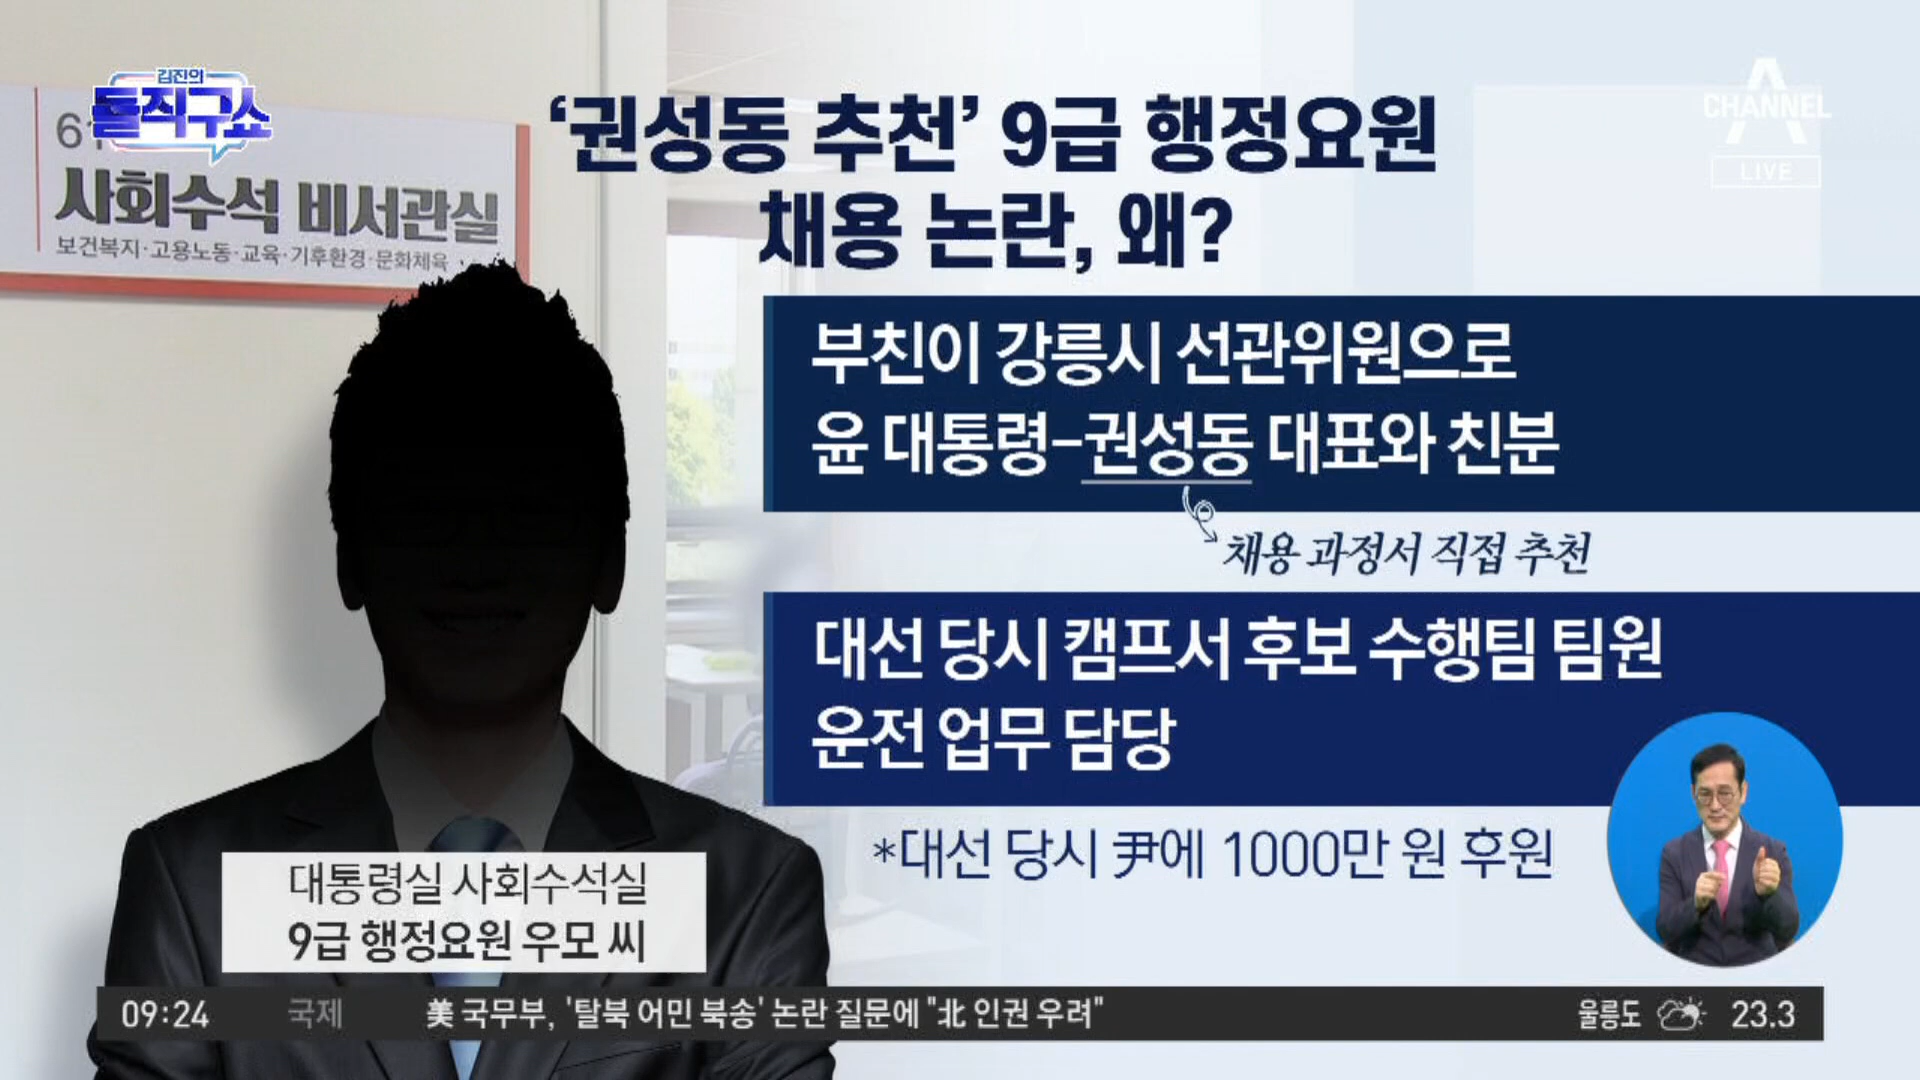 김진의
돌직구쇼
CHANNEL A
LIVE
사회수석 비서관실
보건복지·고용노동·교육·기후환경·문화체육
‘권성동 추천’ 9급 행정요원
채용 논란, 왜?
부친이 강릉시 선관위원으로
윤 대통령-권성동 대표와 친분
채용 과정서 직접 추천
대선 당시 캠프서 후보 수행팀 팀원
운전 업무 담당
*대선 당시 尹에 1000만 원 후원
대통령실 사회수석실
9급 행정요원 우모 씨
09:24 국제 美 국무부, '탈북 어민 북송' 논란 질문에 "北 인권 우려" 울릉도 23.3